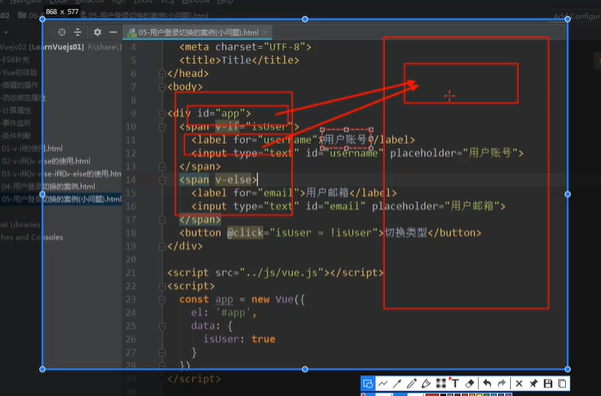 868 x 577
05-用户登录切换的案例(小问题).html
Vuejs02 [LearnVuejs01] F:\share\
4 <meta charset="UTF-8">
5 <title>Title</title>
6 </head>
7 <body>
8
9 <div id="app">
10 <span v-if="isUser">
11 <label for="username">用户账号</label>
12 <input type="text" id="username" placeholder="用户账号">
13 </span>
14 <span v-else>
15 <label for="email">用户邮箱</label>
16 <input type="text" id="email" placeholder="用户邮箱">
17 </span>
18 <button @click="isUser = !isUser">切换类型</button>
19 </div>
20
21 <script src="../js/vue.js"></script>
22 <script>
23 const app = new Vue({
24 el: '#app',
25 data: {
26 isUser: true
27 }
28 })
29 </script>
-ES6补充
-Vue初体验
-插值的操作
-动态绑定属性
-计算属性
-事件监听
-条件判断
01-v-if的使用.html
02-v-if和v-else的使用.html
03-v-if和v-else-if和v-else的使用.html
04-用户登录切换的案例.html
05-用户登录切换的案例(小问题).html
nal Libraries
tches and Consoles